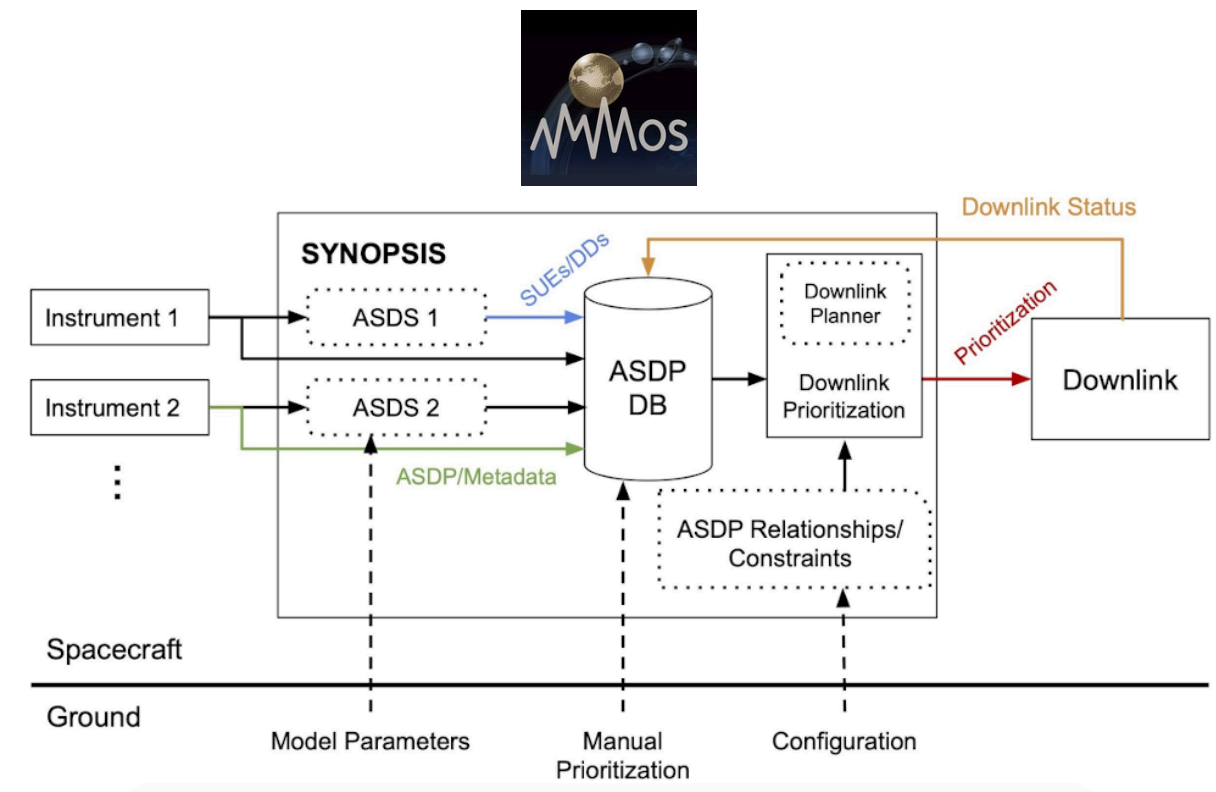 AMMOS
Downlink Status
SYNOPSIS
SUEs/DDs
Instrument 1
ASDS 1
Downlink
Planner
Prioritization
ASDP
DB
Downlink
Prioritization
Downlink
Instrument 2
ASDS 2
ASDP/Metadata
ASDP Relationships/
Constraints
Spacecraft
Ground
Model Parameters
Manual
Prioritization
Configuration